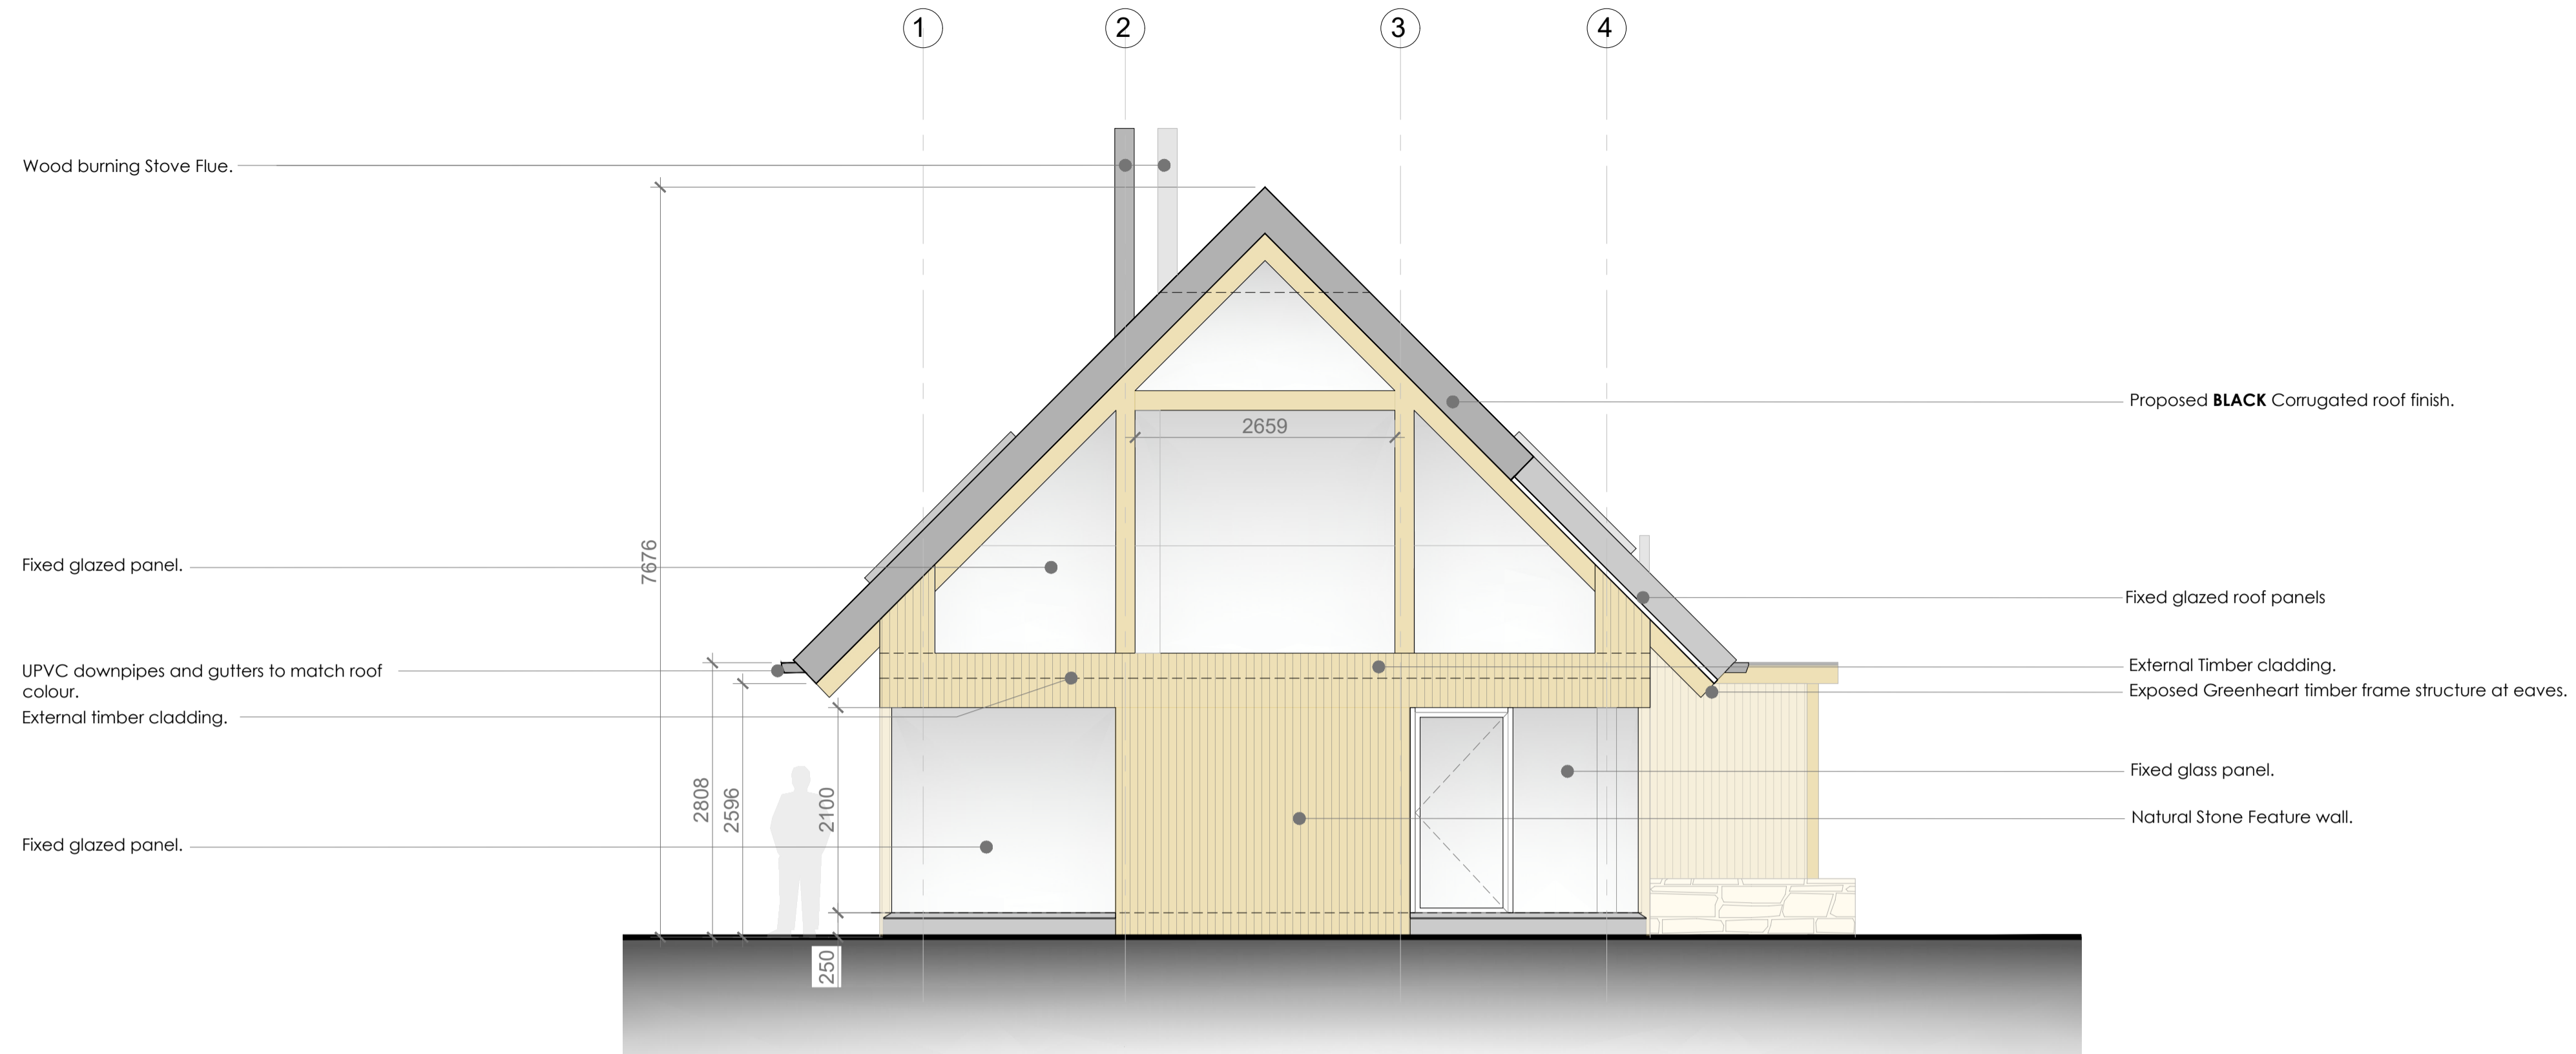 1
2
3
4
Wood burning Stove Flue.
Proposed BLACK Corrugated roof finish.
2659
7676
Fixed glazed panel.
Fixed glazed roof panels
UPVC downpipes and gutters to match roof
colour.
External Timber cladding.
Exposed Greenheart timber frame structure at eaves.
External timber cladding.
Fixed glass panel.
2808
2596
2100
Natural Stone Feature wall.
Fixed glazed panel.
250